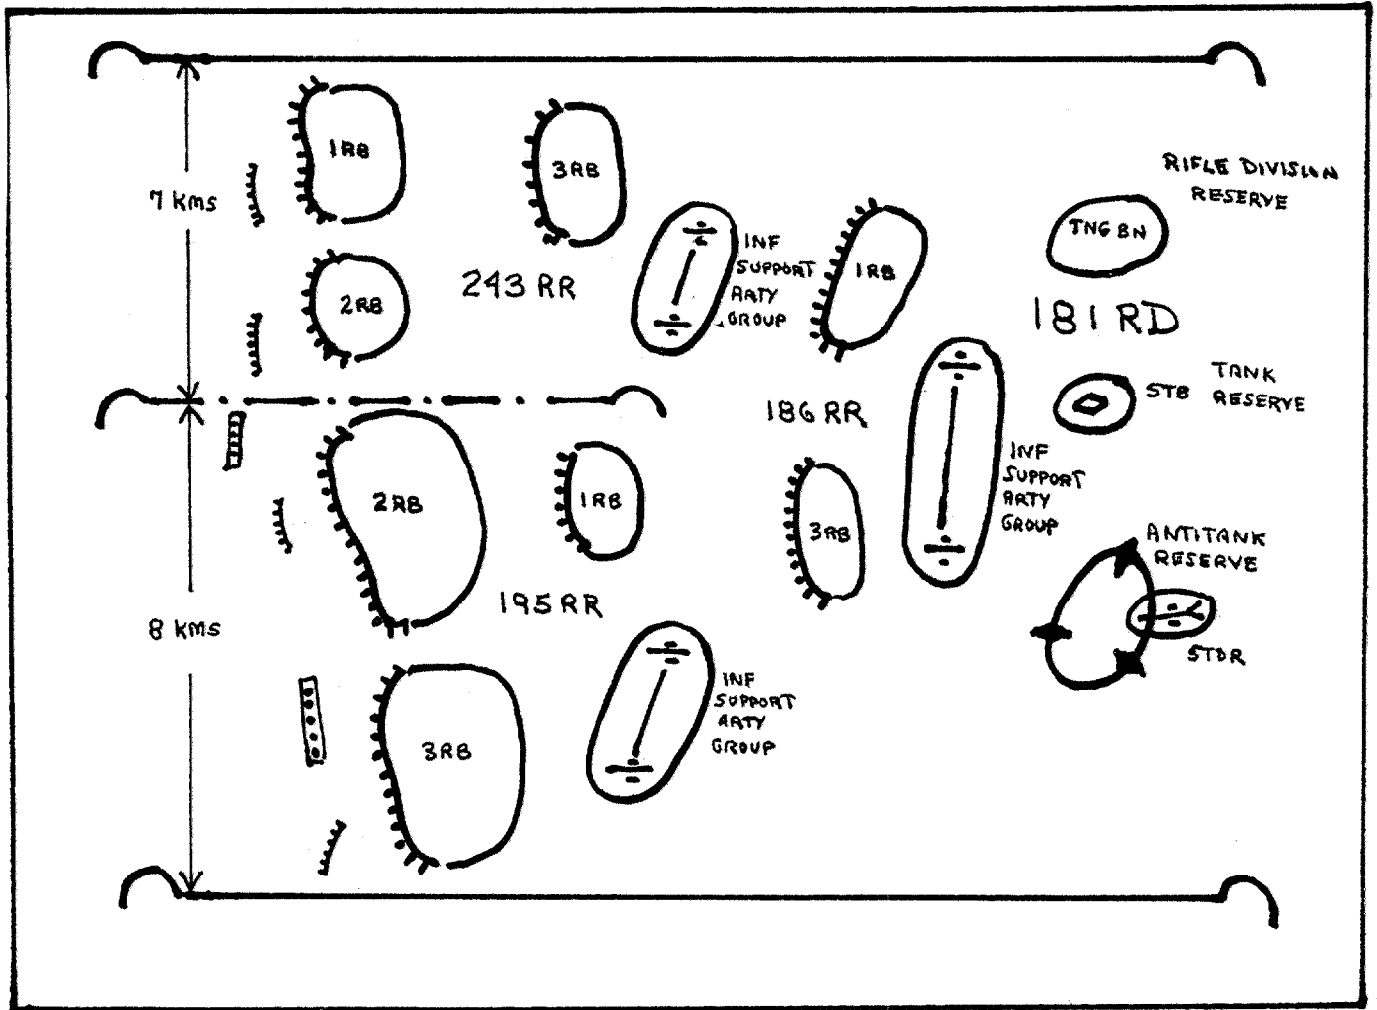 1RB
3RB
7 KMS
RIFLE DIVISION
RESERVE
TNG BN
INF
SUPPORT
ARTY
GROUP
1RB
243 RR
2RB
181 RD
186 RR
STB
TANK
RESERVE
2RB
1RB
INF
SUPPORT
ARTY
GROUP
3RB
ANTITANK
RESERVE
195 RR
8 KMS
STDR
INF
SUPPORT
ARTY
GROUP
3RB